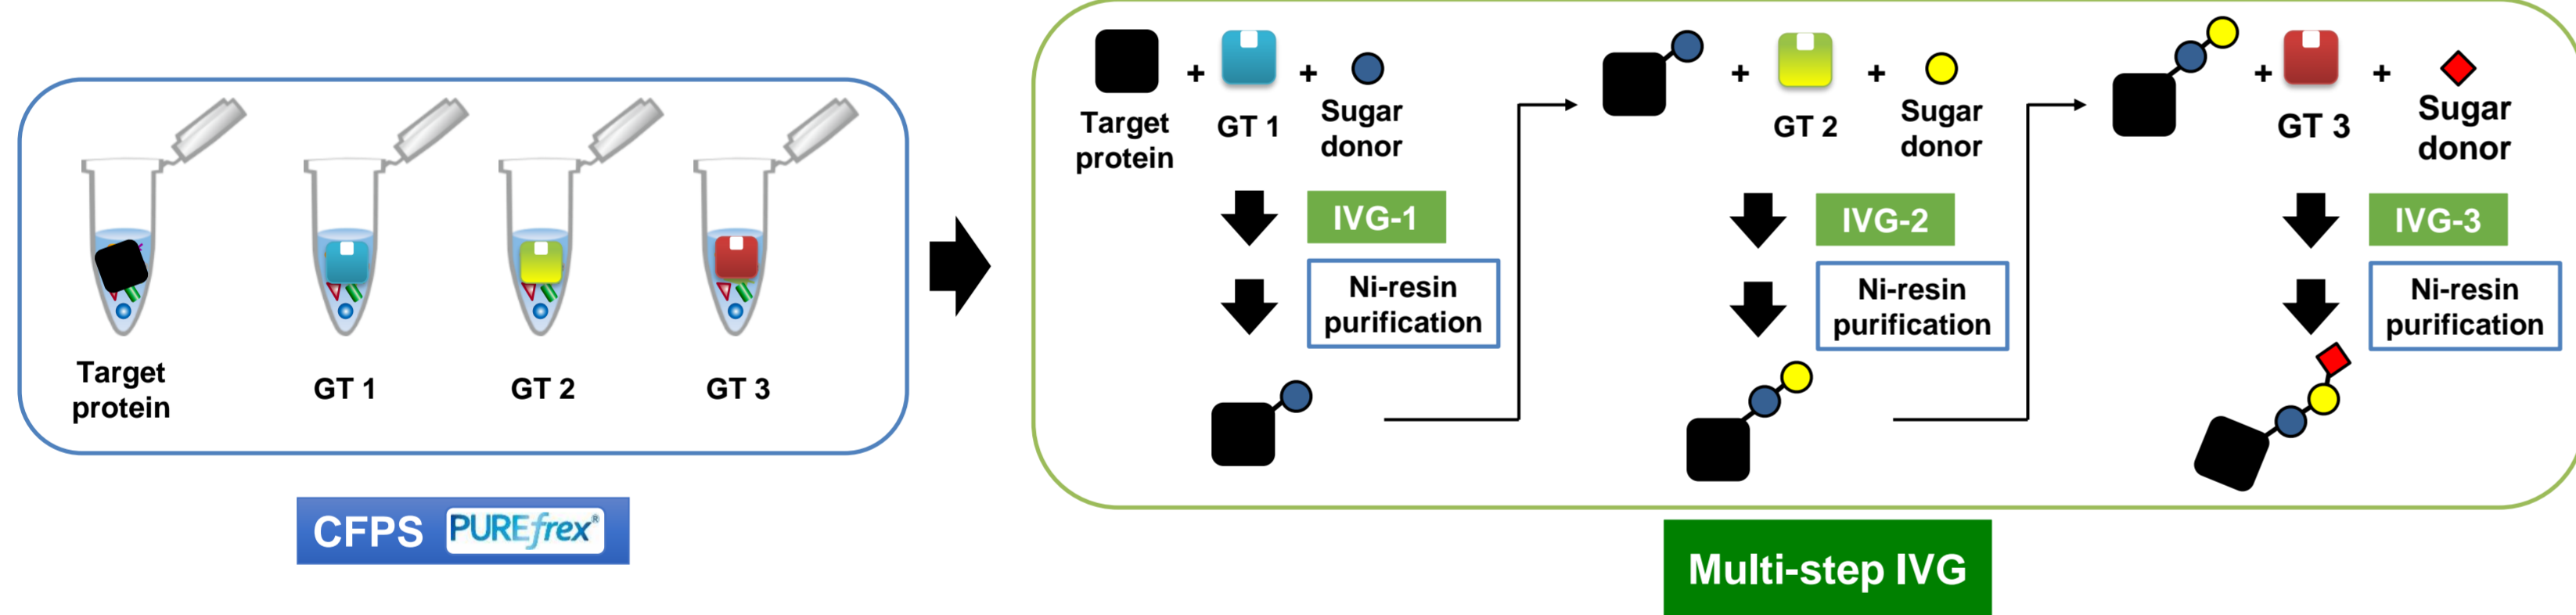 Target
protein
GT 1
GT 2
GT 3
CFPS PUREfrex®
Target
protein
+
GT 1
+
Sugar
donor
IVG-1
Ni-resin
purification
+
GT 2
+
Sugar
donor
IVG-2
Ni-resin
purification
+
GT 3
+
Sugar
donor
IVG-3
Ni-resin
purification
Multi-step IVG